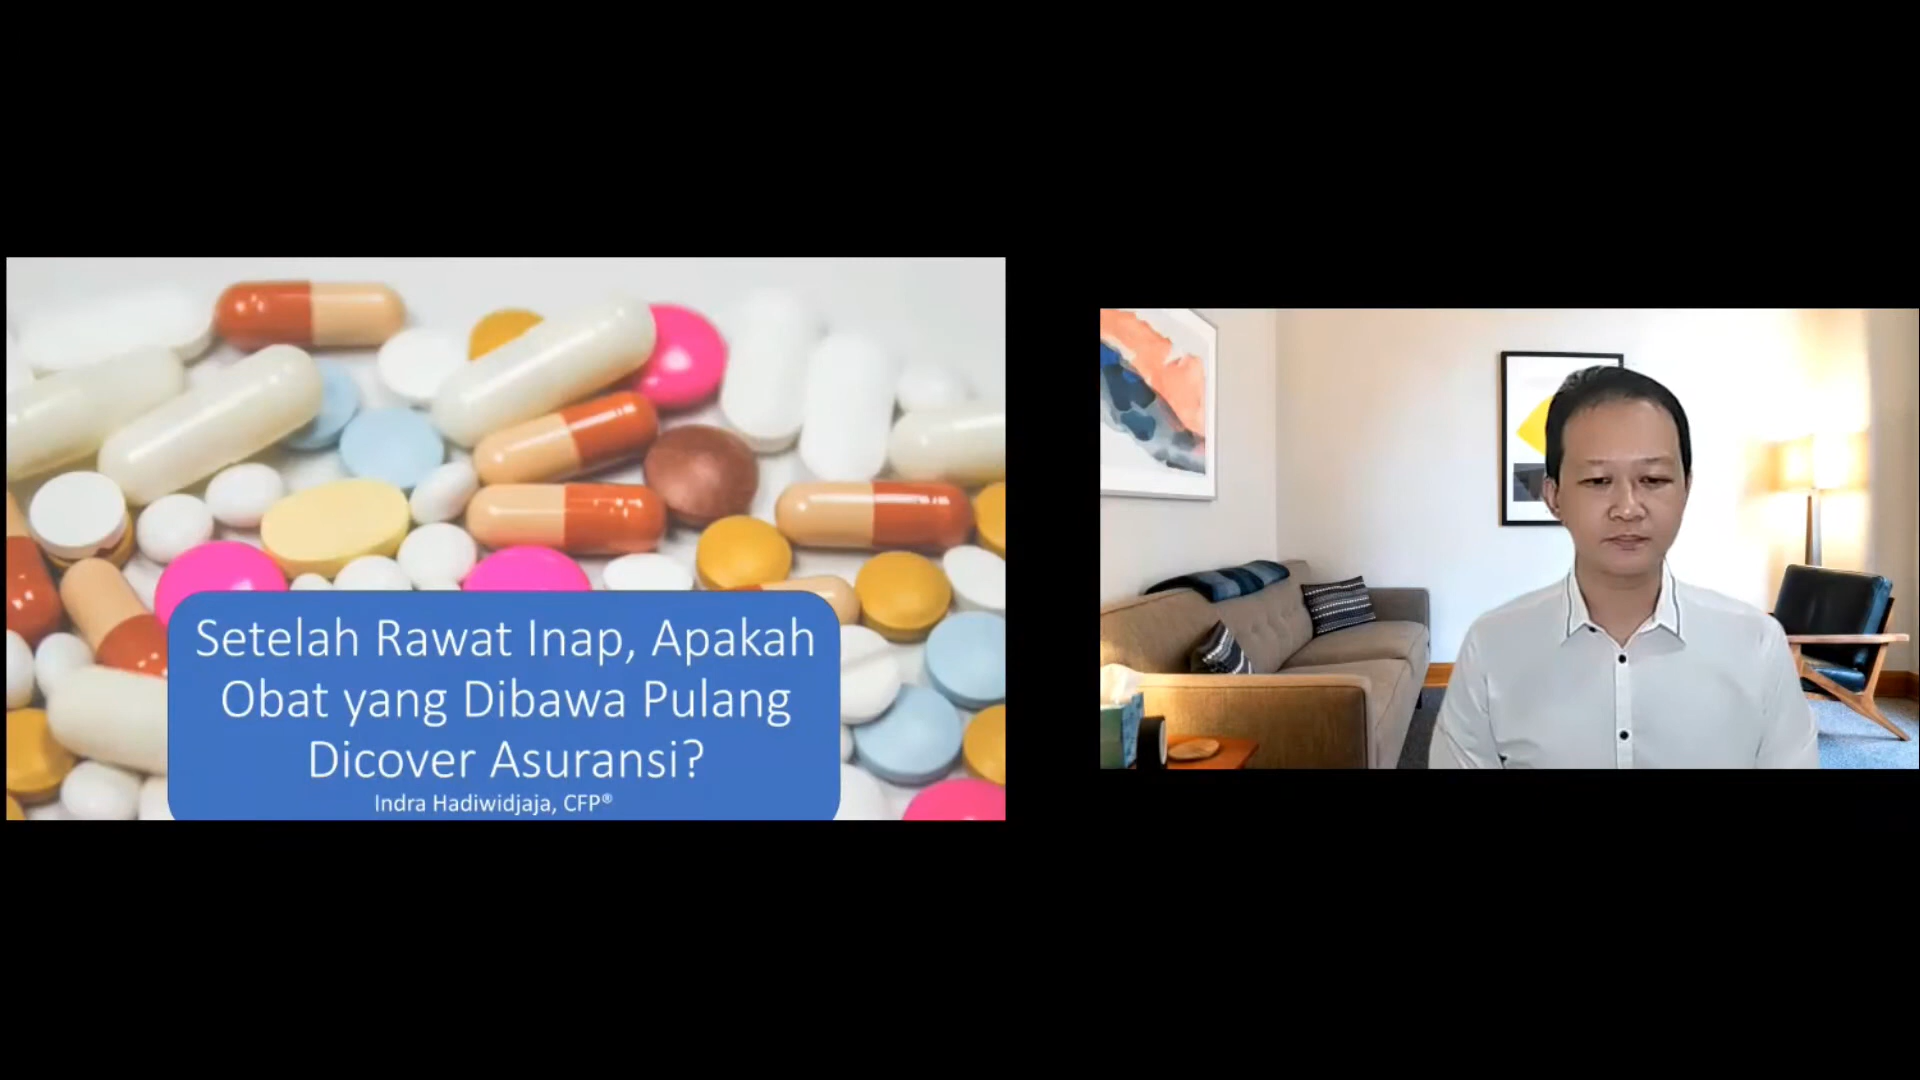 Setelah Rawat Inap, Apakah
Obat yang Dibawa Pulang
Dicover Asuransi?
Indra Hadiwidjaja, CFP®